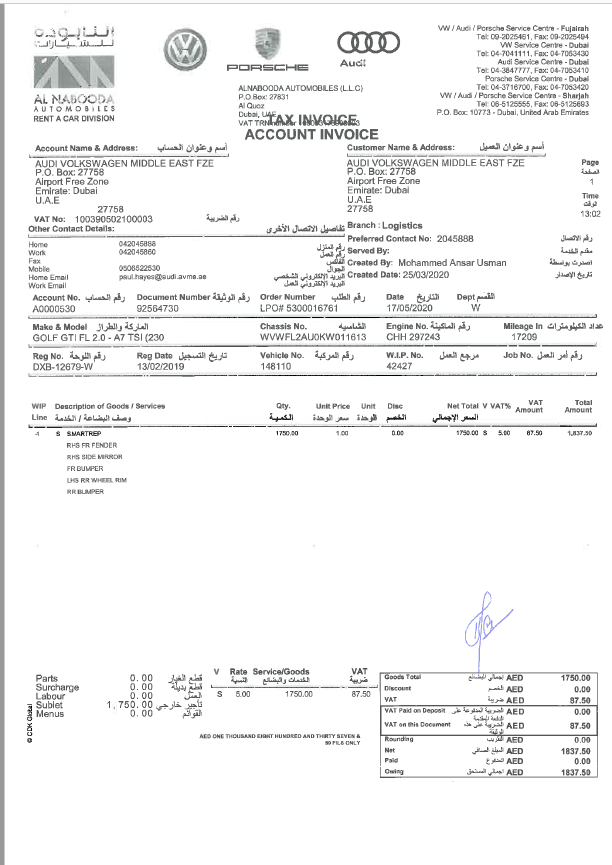 النابوده
للسيارات
AL NABOODA
AUTOMOBILES
RENT A CAR DIVISION
PORSCHE
Audi
VW / Audi / Porsche Service Centre - Fujairah
Tel: 09-2025461, Fax: 09-2025494
VW Service Centre - Dubai
Tel: 04-7041111, Fax: 04-7053430
Audi Service Centre - Dubai
Tel: 04-3847777, Fax: 04-7053410
Porsche Service Centre - Dubai
Tel: 04-3716700, Fax: 04-7053420
VW / Audi / Porsche Service Centre - Sharjah
Tel: 06-5125555, Fax: 06-5125693
P.O. Box: 10773 - Dubai, United Arab Emirates
ALNABOODA AUTOMOBILES (L.L.C)
P.O.Box: 27831
Al Quoz
Dubai, UAE
VAT TRN
TAX INVOICE
ACCOUNT INVOICE
Account Name & Address: أسم وعنوان الحساب
AUDI VOLKSWAGEN MIDDLE EAST FZE
P.O. Box: 27758
Airport Free Zone
Emirate: Dubai
U.A.E
27758
VAT No: 100390502100003 رقم الضريبة
Customer Name & Address: أسم وعنوان العميل
AUDI VOLKSWAGEN MIDDLE EAST FZE
P.O. Box: 27758
Airport Free Zone
Emirate: Dubai
U.A.E
27758
Page
الصفحة
1
Time
الوقت
13:02
Other Contact Details: تفاصيل الاتصال الأخرى
Home 042045888 رقم المنزل
Work 042045860 رقم العمل
Fax الفاكس
Mobile 0506522530 الجوال
Home Email paul.hayes@audi.avme.ae البريد الإلكتروني الشخصي
Work Email البريد الإلكتروني العمل
Branch : Logistics
Preferred Contact No: 2045888 رقم الاتصال
Served By: مقدم الخدمة
Created By: Mohammed Ansar Usman اصدرت بواسطة
Created Date: 25/03/2020 تاريخ الإصدار
Account No. رقم الحساب Document Number رقم الوثيقة Order Number رقم الطلب Date التاريخ Dept القسم
A0000530 92564730 LPO# 5300016761 17/05/2020 W
Make & Model الماركة والطراز Chassis No. الشاسيه Engine No. رقم الماكينة Mileage In عداد الكيلومترات
GOLF GTI FL 2.0 - A7 TSI (230 WVWFL2AU0KW011613 CHH 297243 17209
Reg No. رقم اللوحة Reg Date تاريخ التسجيل Vehicle No. رقم المركبة W.I.P. No. مرجع العمل Job No. رقم أمر العمل
DXB-12679-W 13/02/2019 148110 42427
WIP Description of Goods / Services Qty. Unit Price Unit Disc Net Total V VAT% VAT Amount Total Amount
Line وصف البضاعة / الخدمة الكمية سعر الوحدة الوحدة الخصم السعر الإجمالي
-1 S SMARTREP 1750.00 1.00 0.00 1750.00 S 5.00 87.50 1,837.50
RHS FR FENDER
RHS SIDE MIRROR
FR BUMPER
LHS RR WHEEL RIM
RR BUMPER
Parts 0.00 قطع الغيار
Surcharge 0.00 قطع بديلة
Labour 0.00 العمل
Sublet 1,750.00 تأجير خارجي
Menus 0.00 القوائم
© CDK Global
V Rate Service/Goods VAT
النسبة الخدمات والبضائع ضريبة
S 5.00 1750.00 87.50
AED ONE THOUSAND EIGHT HUNDRED AND THIRTY SEVEN &
50 FILS ONLY
Goods Total إجمالي البضائع AED 1750.00
Discount الخصم AED 0.00
VAT ضريبة AED 87.50
VAT Paid on Deposit الضريبة المدفوعة على الدفعة المقدمة AED 0.00
VAT on this Document الضريبة على هذه الوثيقة AED 87.50
Rounding التقريب AED 0.00
Net المبلغ الصافي AED 1837.50
Paid المدفوع AED 0.00
Owing إجمالي المستحق AED 1837.50